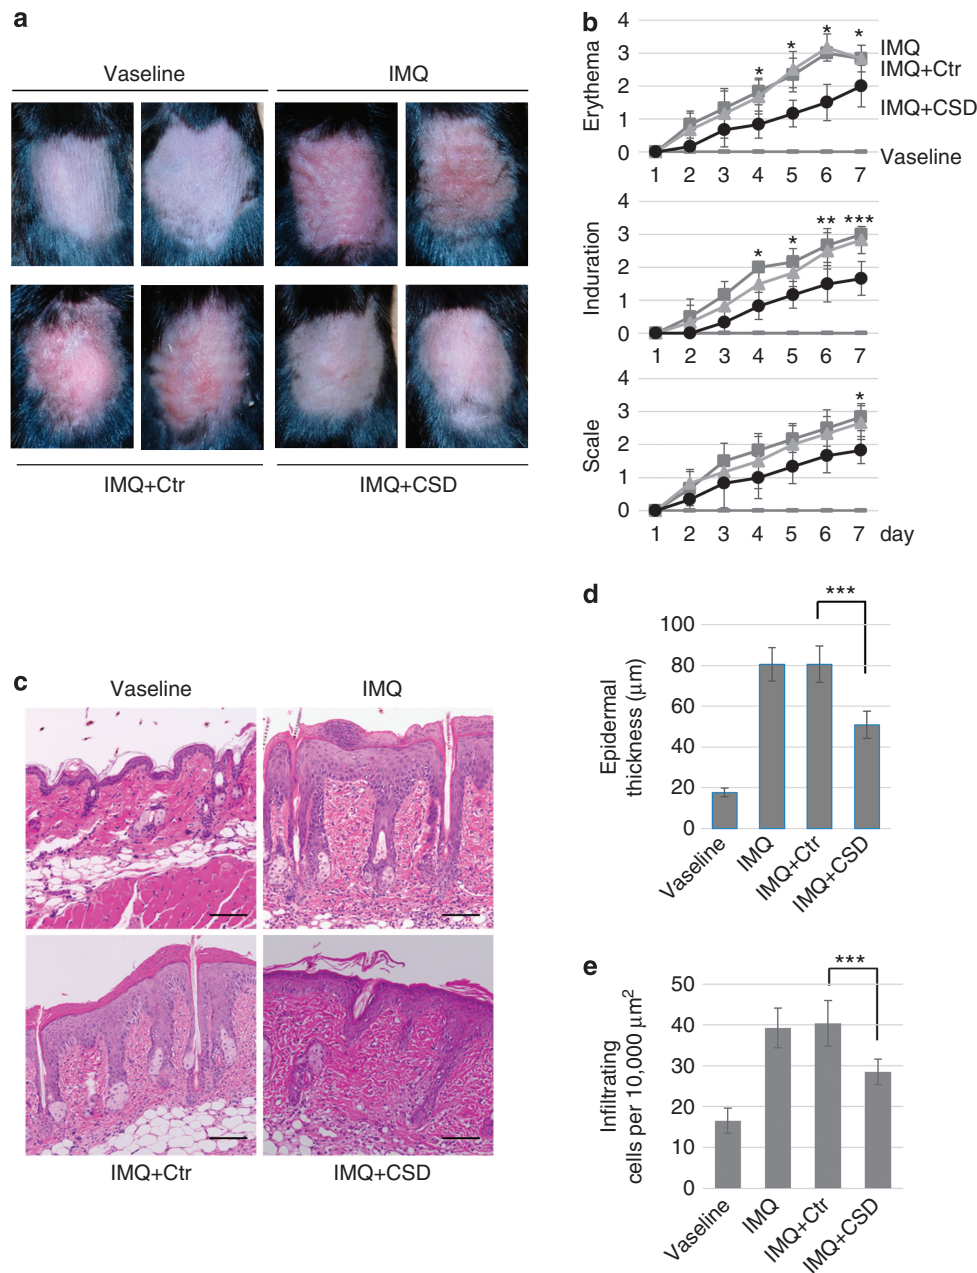 a
Vaseline
IMQ
IMQ+Ctr
IMQ+CSD
b
Erythema
4
3
2
1
0
* * * *
IMQ
IMQ+Ctr
IMQ+CSD
Vaseline
1 2 3 4 5 6 7
Induration
4
3
2
1
0
* * ** ***
1 2 3 4 5 6 7
Scale
4
3
2
1
0
*
1 2 3 4 5 6 7 day
c
Vaseline
IMQ
IMQ+Ctr
IMQ+CSD
d
***
Epidermal
thickness (μm)
100
80
60
40
20
0
Vaseline
IMQ
IMQ+Ctr
IMQ+CSD
e
***
Infiltrating
cells per 10,000 μm²
50
40
30
20
10
0
Vaseline
IMQ
IMQ+Ctr
IMQ+CSD